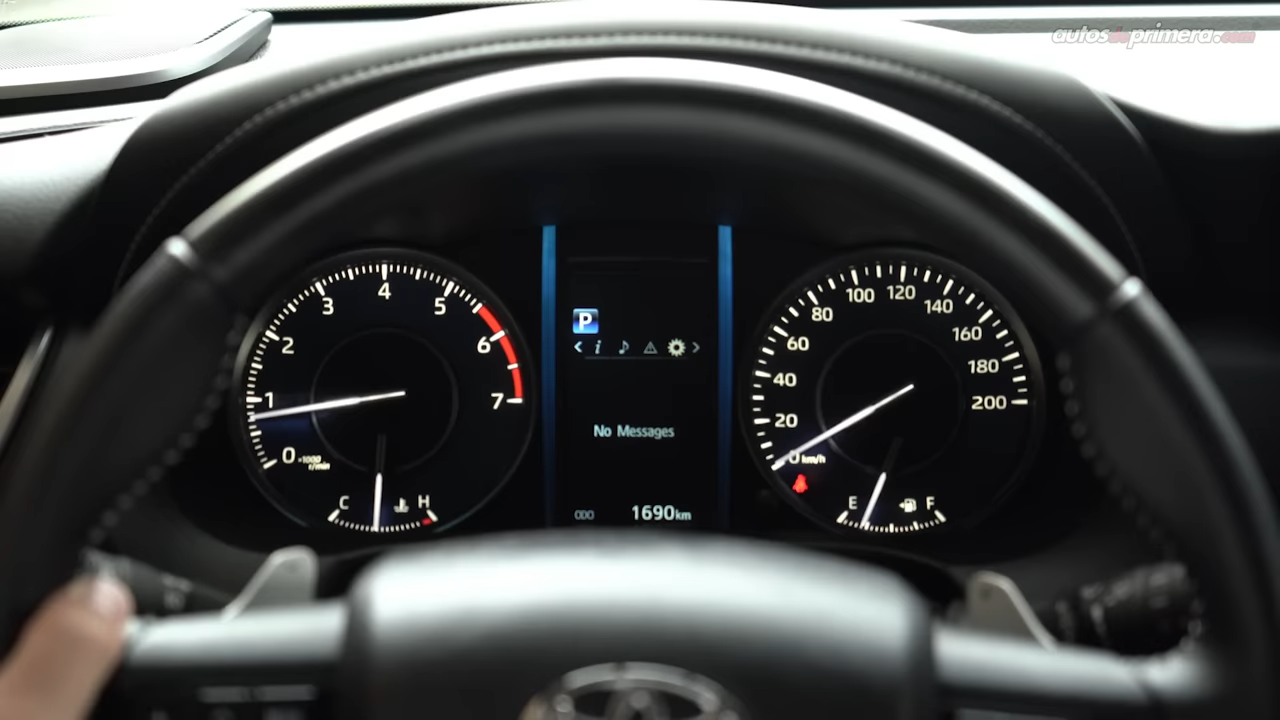 autosdeprimera.com
4
3
5
2
6
1
7
0
×1000
r/min
C
H
P
i
No Messages
ODO 1690km
100
120
80
140
60
160
40
180
20
200
0 km/h
E
F